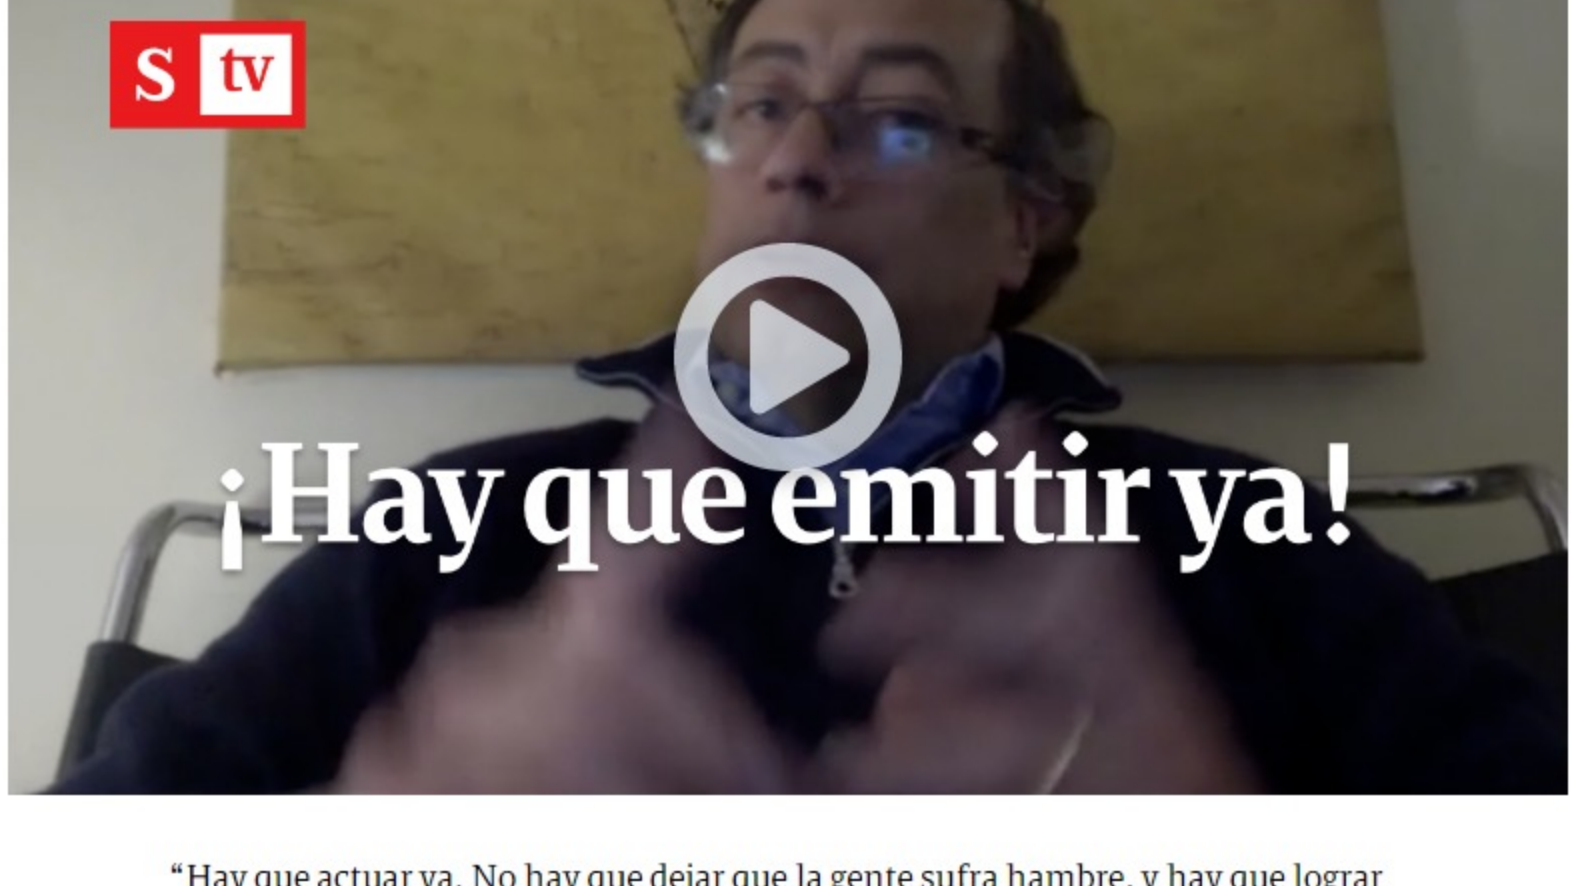 S tv
¡Hay que emitir ya!
“Hay que actuar ya. No hay que dejar que la gente sufra hambre, y hay que lograr